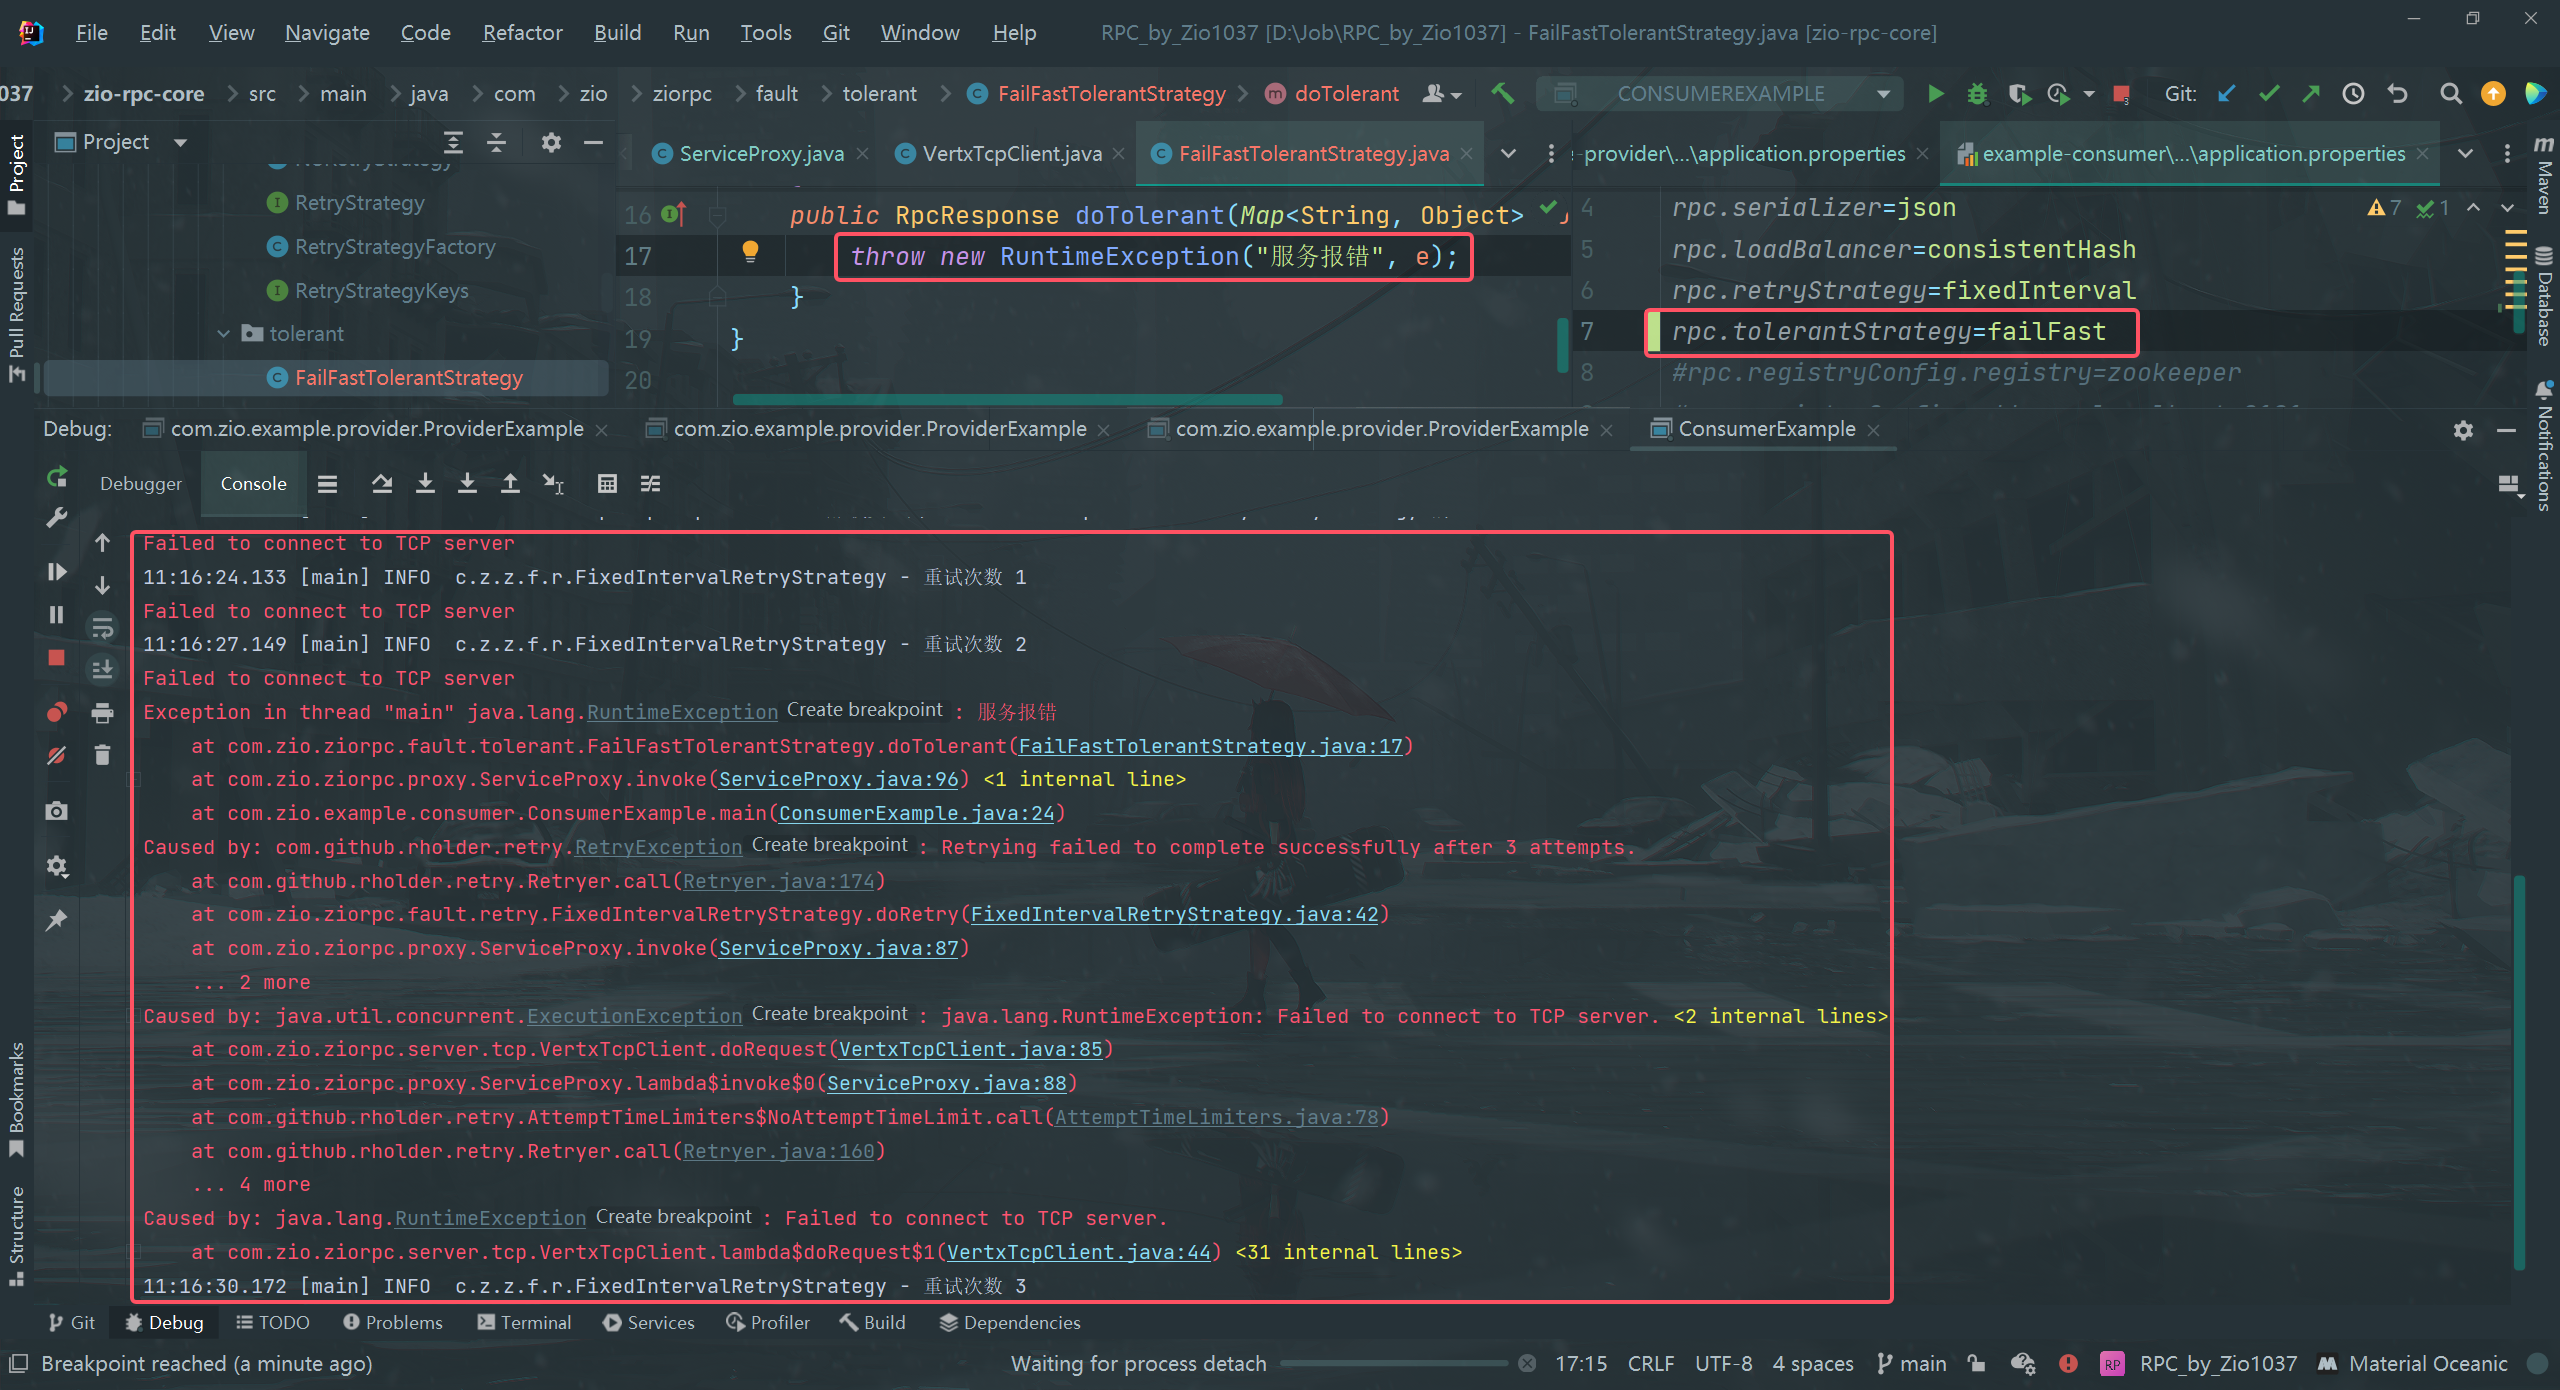 File Edit View Navigate Code Refactor Build Run Tools Git Window Help RPC_by_Zio1037 [D:\Job\RPC_by_Zio1037] - FailFastTolerantStrategy.java [zio-rpc-core]
037 zio-rpc-core src main java com zio ziorpc fault tolerant FailFastTolerantStrategy doTolerant CONSUMEREXAMPLE Git:
Project
ServiceProxy.java VertxTcpClient.java FailFastTolerantStrategy.java
-provider\...\application.properties example-consumer\...\application.properties
RetryStrategy
RetryStrategyFactory
RetryStrategyKeys
tolerant
FailFastTolerantStrategy
16 public RpcResponse doTolerant(Map<String, Object>
17 throw new RuntimeException("服务报错", e);
18 }
19 }
20
4 rpc.serializer=json
5 rpc.loadBalancer=consistentHash
6 rpc.retryStrategy=fixedInterval
7 rpc.tolerantStrategy=failFast
8 #rpc.registryConfig.registry=zookeeper
7 1
Project
Pull Requests
Bookmarks
Structure
Maven
Database
Notifications
Debug: com.zio.example.provider.ProviderExample com.zio.example.provider.ProviderExample com.zio.example.provider.ProviderExample ConsumerExample
Debugger Console
Failed to connect to TCP server
11:16:24.133 [main] INFO  c.z.z.f.r.FixedIntervalRetryStrategy - 重试次数 1
Failed to connect to TCP server
11:16:27.149 [main] INFO  c.z.z.f.r.FixedIntervalRetryStrategy - 重试次数 2
Failed to connect to TCP server
Exception in thread "main" java.lang.RuntimeException Create breakpoint : 服务报错
at com.zio.ziorpc.fault.tolerant.FailFastTolerantStrategy.doTolerant(FailFastTolerantStrategy.java:17)
at com.zio.ziorpc.proxy.ServiceProxy.invoke(ServiceProxy.java:96) <1 internal line>
at com.zio.example.consumer.ConsumerExample.main(ConsumerExample.java:24)
Caused by: com.github.rholder.retry.RetryException Create breakpoint : Retrying failed to complete successfully after 3 attempts.
at com.github.rholder.retry.Retryer.call(Retryer.java:174)
at com.zio.ziorpc.fault.retry.FixedIntervalRetryStrategy.doRetry(FixedIntervalRetryStrategy.java:42)
at com.zio.ziorpc.proxy.ServiceProxy.invoke(ServiceProxy.java:87)
... 2 more
Caused by: java.util.concurrent.ExecutionException Create breakpoint : java.lang.RuntimeException: Failed to connect to TCP server. <2 internal lines>
at com.zio.ziorpc.server.tcp.VertxTcpClient.doRequest(VertxTcpClient.java:85)
at com.zio.ziorpc.proxy.ServiceProxy.lambda$invoke$0(ServiceProxy.java:88)
at com.github.rholder.retry.AttemptTimeLimiters$NoAttemptTimeLimit.call(AttemptTimeLimiters.java:78)
at com.github.rholder.retry.Retryer.call(Retryer.java:160)
... 4 more
Caused by: java.lang.RuntimeException Create breakpoint : Failed to connect to TCP server.
at com.zio.ziorpc.server.tcp.VertxTcpClient.lambda$doRequest$1(VertxTcpClient.java:44) <31 internal lines>
11:16:30.172 [main] INFO  c.z.z.f.r.FixedIntervalRetryStrategy - 重试次数 3
Git Debug TODO Problems Terminal Services Profiler Build Dependencies
Breakpoint reached (a minute ago) Waiting for process detach 17:15 CRLF UTF-8 4 spaces main RP RPC_by_Zio1037 Material Oceanic